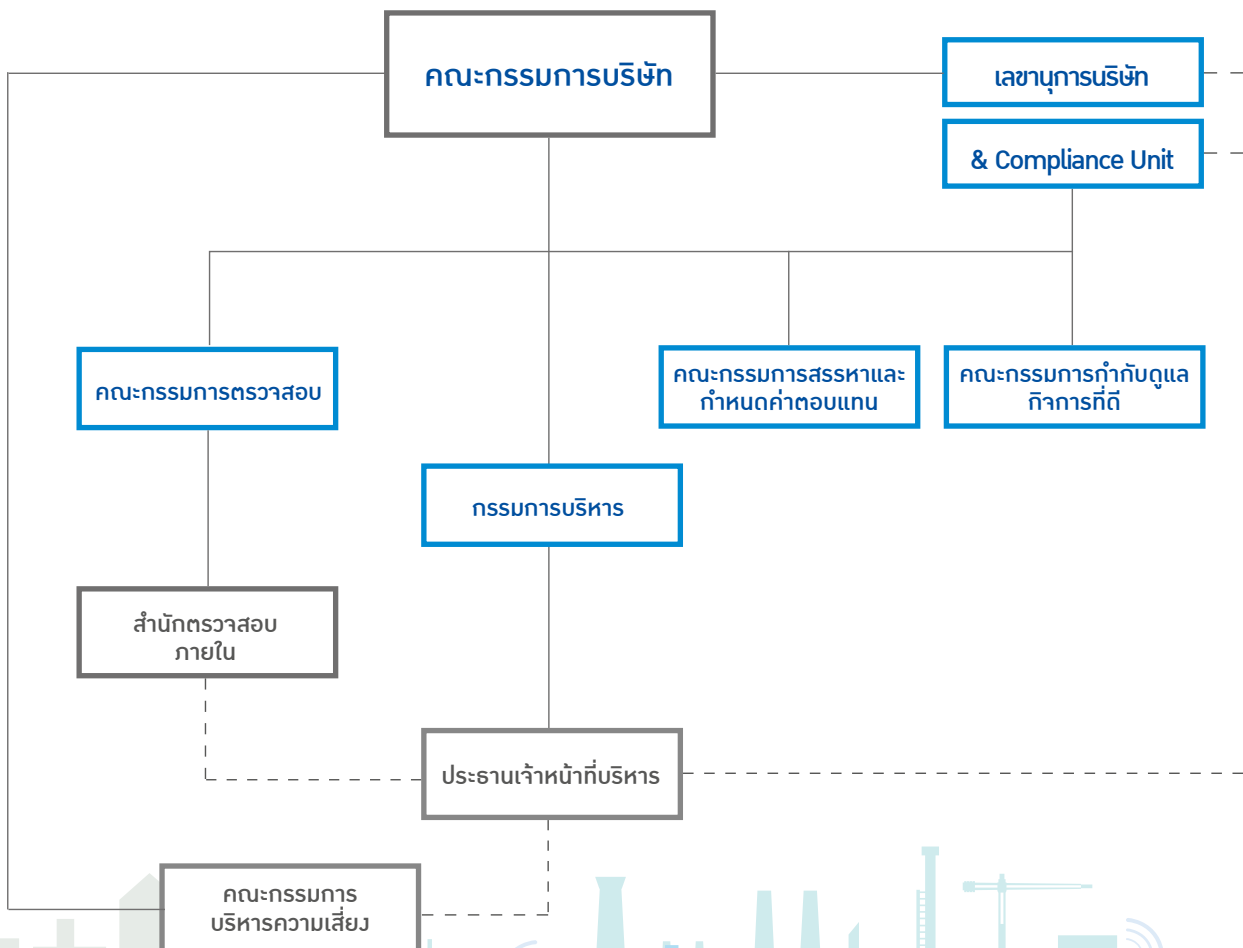 คณะกรรมการบริษัท
เลขานุการบริษัท
& Compliance Unit
คณะกรรมการตรวจสอบ
คณะกรรมการสรรหาและ
กำหนดค่าตอบแทน
คณะกรรมการกำกับดูแล
กิจการที่ดี
กรรมการบริหาร
สำนักตรวจสอบ
ภายใน
ประธานเจ้าหน้าที่บริหาร
คณะกรรมการ
บริหารความเสี่ยง